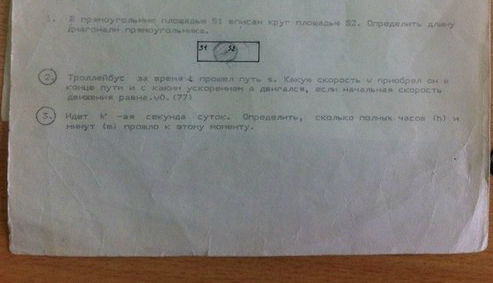 1. В прямоугольник площадью S1 вписан круг площадью S2. Определить длину
диагонали прямоугольника.
S1 S2
2. Троллейбус за время t прошел путь s. Какую скорость v приобрел он в
конце пути и с каким ускорением a двигался, если начальная скорость
движения равна v0. (77)
3. Идет k -ая секунда суток. Определить, сколько полных часов (h) и
минут (m) прошло к этому моменту.